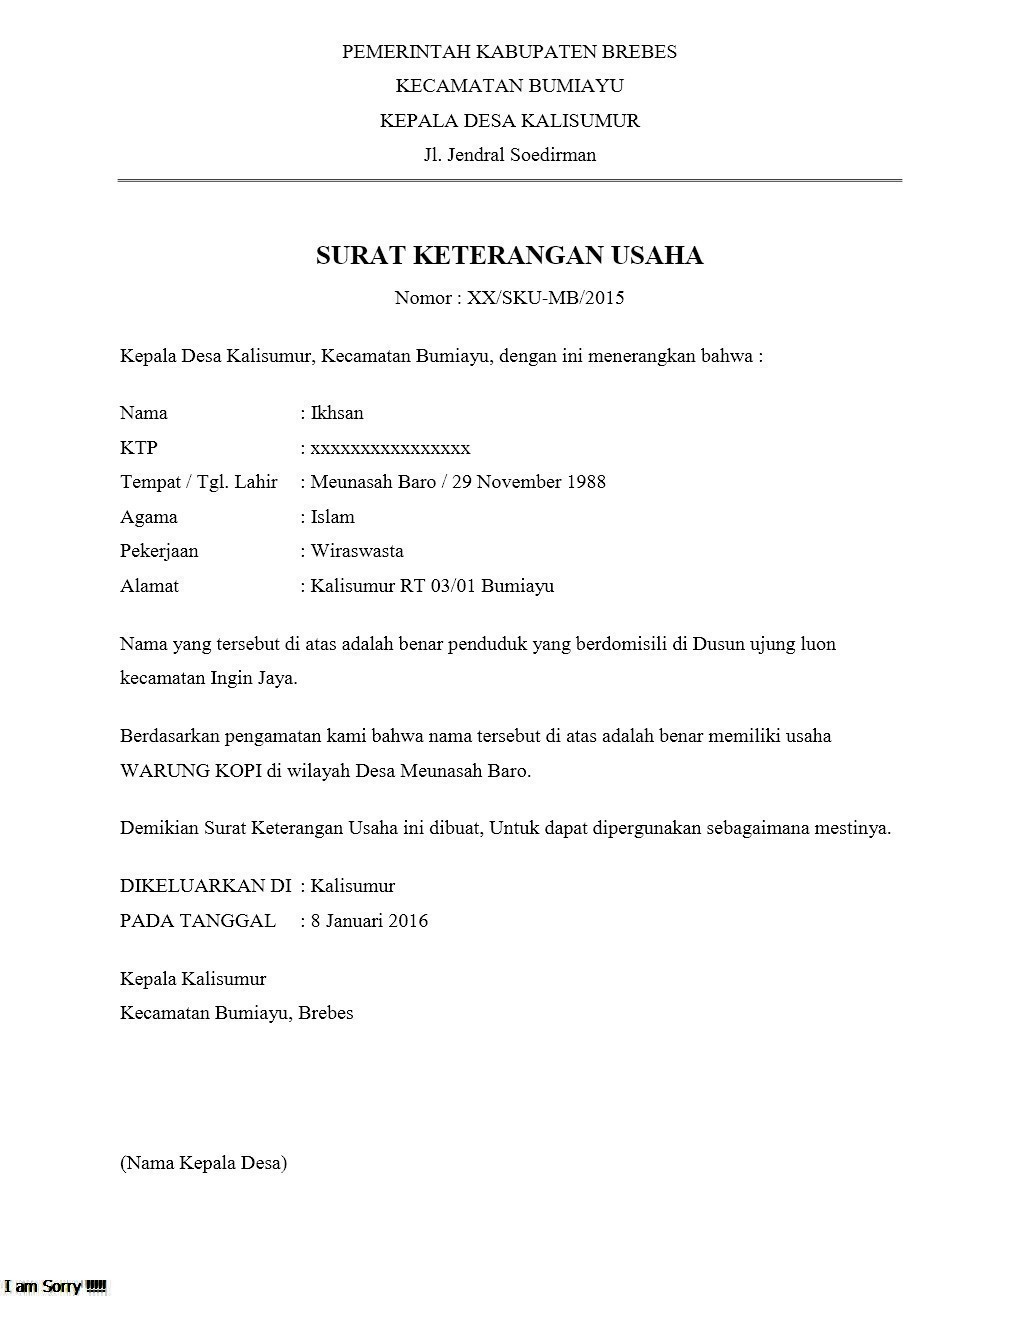 PEMERINTAH KABUPATEN BREBES
KECAMATAN BUMIAYU
KEPALA DESA KALISUMUR
Jl. Jendral Soedirman
SURAT KETERANGAN USAHA
Nomor : XX/SKU-MB/2015
Kepala Desa Kalisumur, Kecamatan Bumiayu, dengan ini menerangkan bahwa :
Nama : Ikhsan
KTP : xxxxxxxxxxxxxxxx
Tempat / Tgl. Lahir : Meunasah Baro / 29 November 1988
Agama : Islam
Pekerjaan : Wiraswasta
Alamat : Kalisumur RT 03/01 Bumiayu
Nama yang tersebut di atas adalah benar penduduk yang berdomisili di Dusun ujung luon
kecamatan Ingin Jaya.
Berdasarkan pengamatan kami bahwa nama tersebut di atas adalah benar memiliki usaha
WARUNG KOPI di wilayah Desa Meunasah Baro.
Demikian Surat Keterangan Usaha ini dibuat, Untuk dapat dipergunakan sebagaimana mestinya.
DIKELUARKAN DI : Kalisumur
PADA TANGGAL : 8 Januari 2016
Kepala Kalisumur
Kecamatan Bumiayu, Brebes
(Nama Kepala Desa)
I am Sorry !!!!!